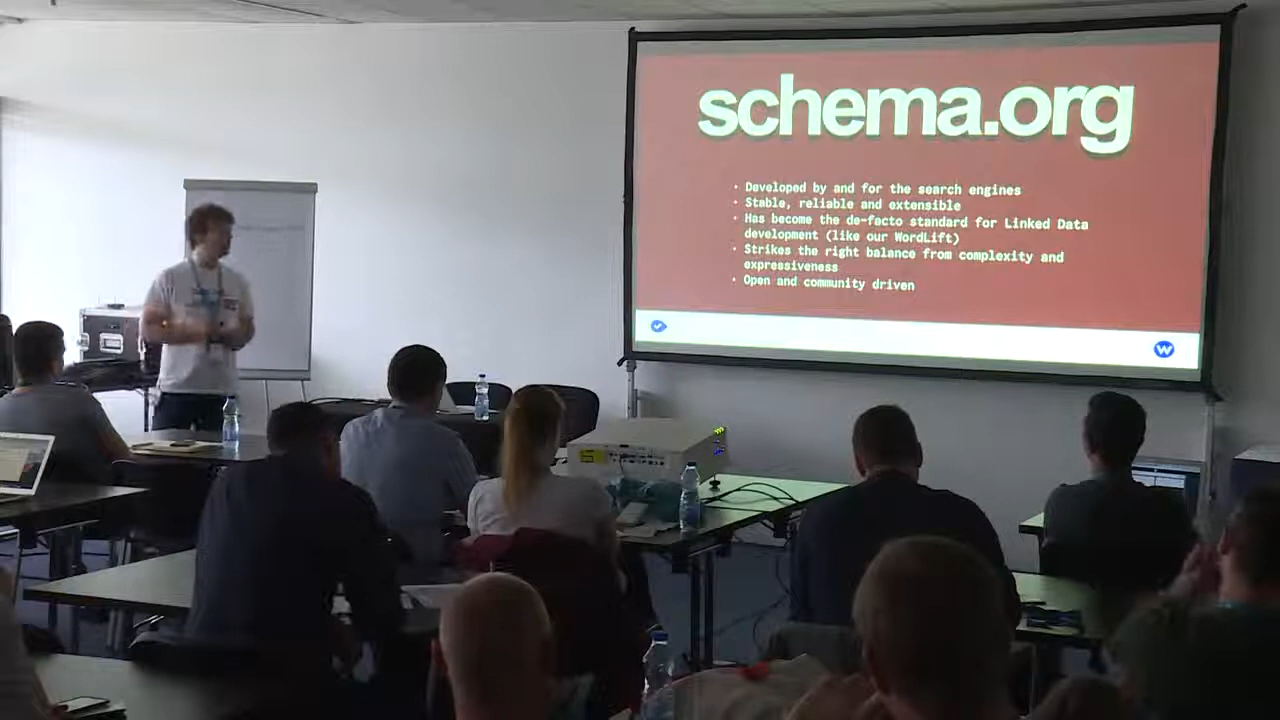 schema.org
· Developed by and for the search engines
· Stable, reliable and extensible
· Has become the de-facto standard for Linked Data
development (like our WordLift)
· Strikes the right balance from complexity and
expressiveness
· Open and community driven
W